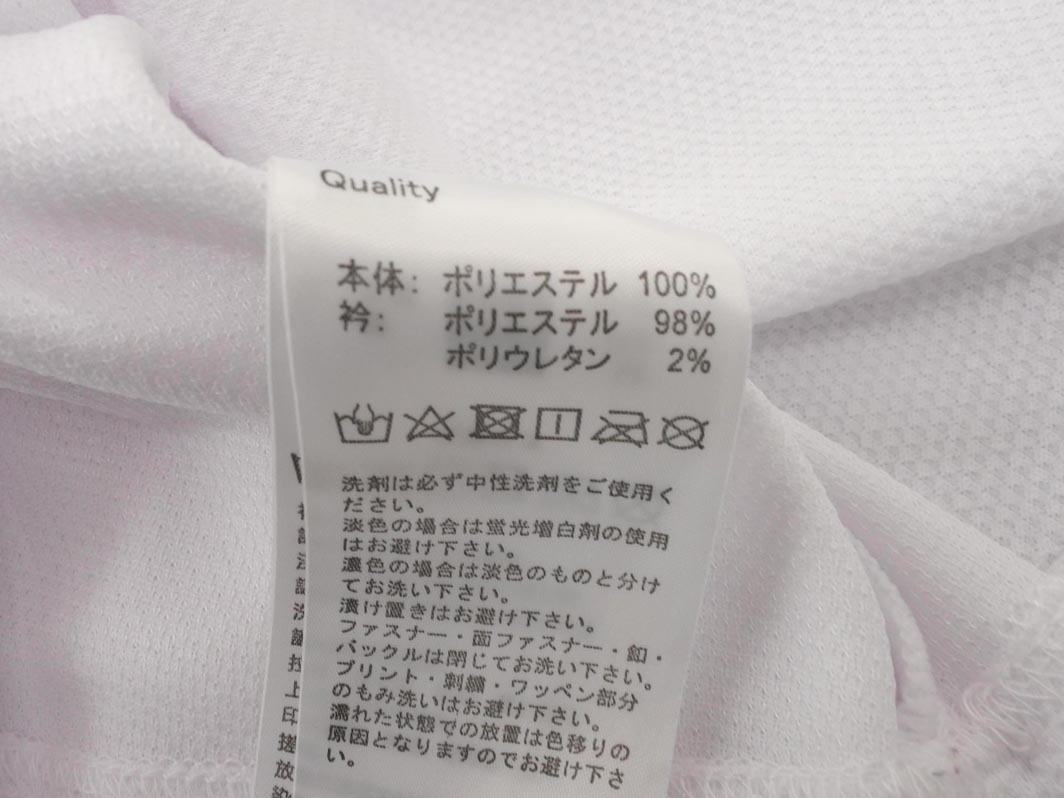 Quality
本体: ポリエステル 100%
衿: ポリエステル 98%
ポリウレタン 2%
洗剤は必ず中性洗剤をご使用く
ださい。
淡色の場合は蛍光増白剤の使用
はお避け下さい。
濃色の場合は淡色のものと分け
てお洗い下さい。
漬け置きはお避け下さい。
ファスナー・面ファスナー・釦・
バックルは閉じてお洗い下さい。
プリント・刺繍・ワッペン部分
のもみ洗いはお避け下さい。
濡れた状態での放置は色移りの
原因となりますのでお避け下さ
い。